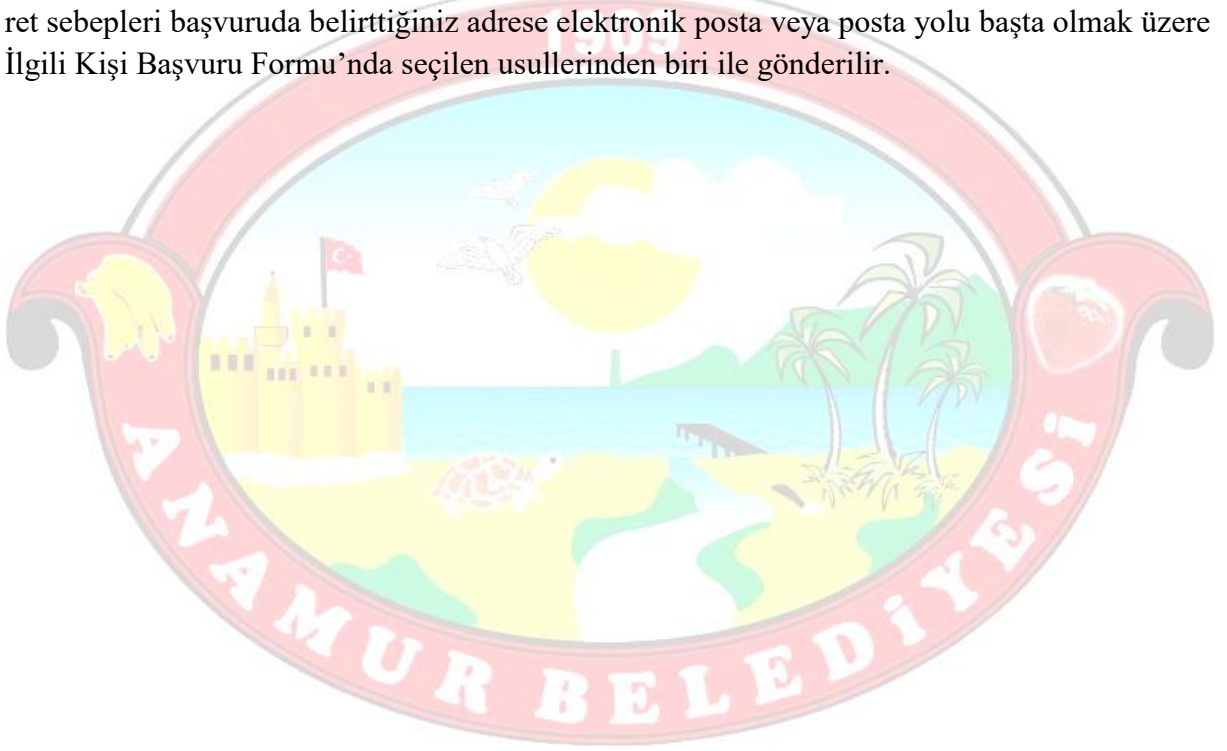 ret sebepleri başvuruda belirttiğiniz adrese elektronik posta veya posta yolu başta olmak üzere
İlgili Kişi Başvuru Formu’nda seçilen usullerinden biri ile gönderilir.
1909
ANAMUR BELEDİYESİ